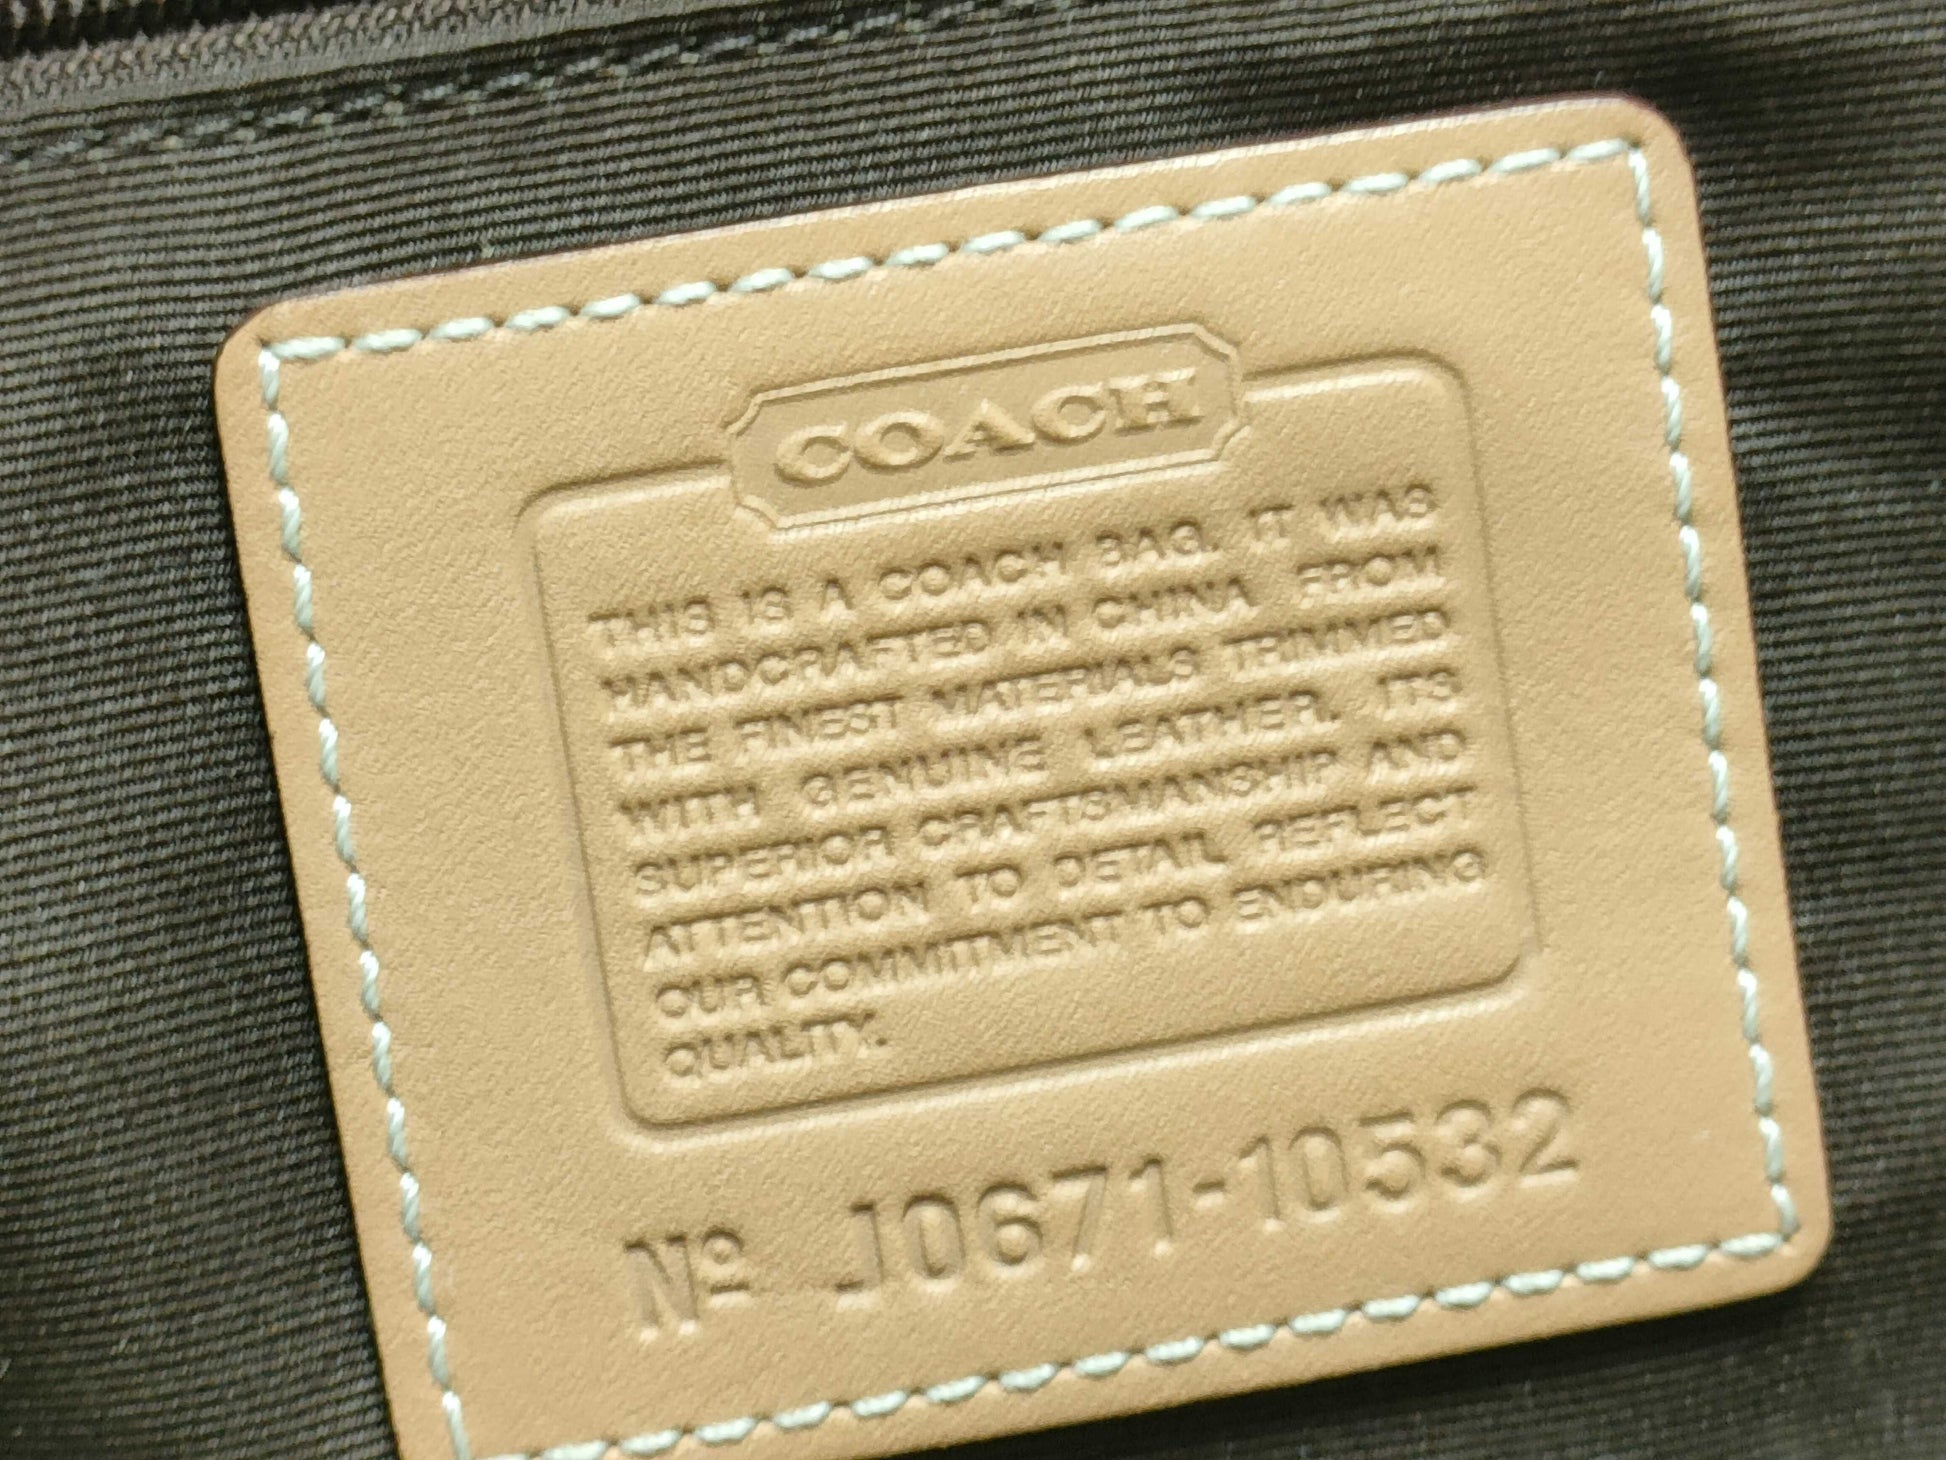 COACH
THIS IS A COACH BAG. IT WAS
HANDCRAFTED IN CHINA FROM
THE FINEST MATERIALS TRIMMED
WITH GENUINE LEATHER. ITS
SUPERIOR CRAFTSMANSHIP AND
ATTENTION TO DETAIL REFLECT
OUR COMMITMENT TO ENDURING
QUALITY.
Nº J0671-10532